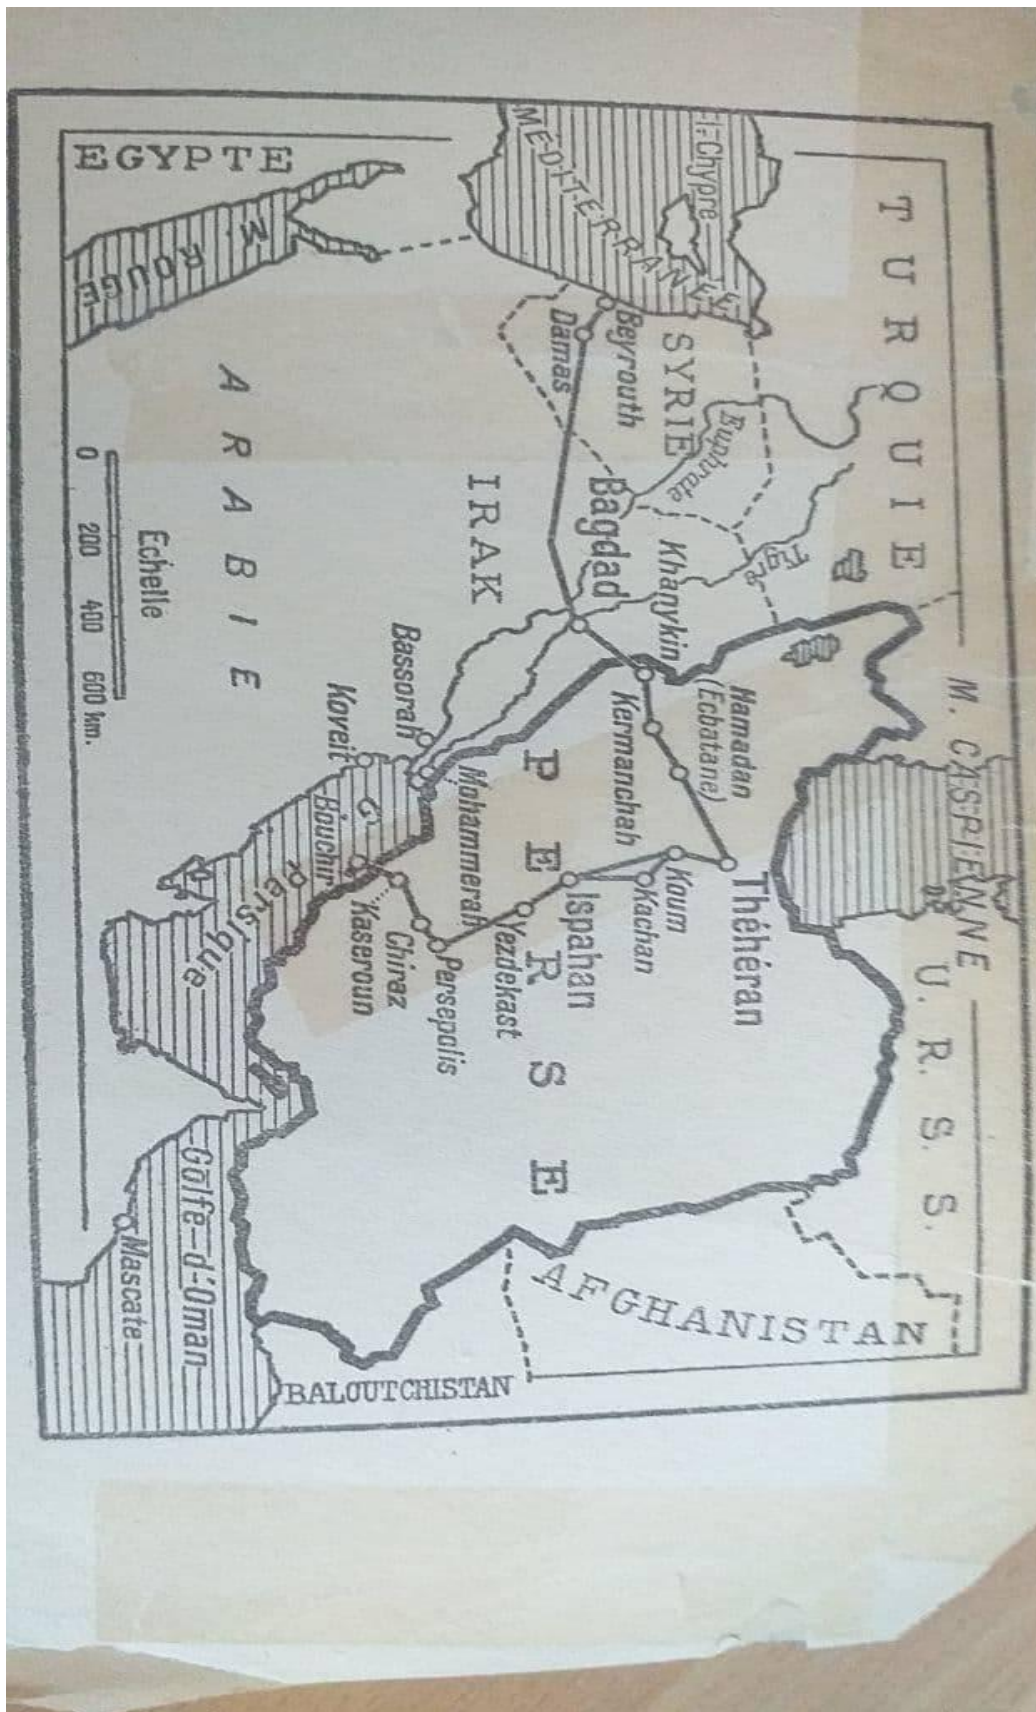 TURQUIE
M. CASPIENNE
U.R.S.S.
AFGHANISTAN
BALOUTCHISTAN
I. Chypre
MEDITERRANÉE
SYRIE
Euphrate
Tigre
Beyrouth
Damas
Bagdad
Khanykin
Hamadan
(Ecbatane)
Kermanchah
Théhéran
Koum
Kachan
Ispahan
Yezdekast
Persepolis
Chiraz
Kaseroun
Bouchir
PERSE
IRAK
Bassorah
Mohammerah
Koveit
G. Persique
Golfe d'Oman
Mascate
EGYPTE
M. ROUGE
ARABIE
Echelle
0 200 400 600 km.